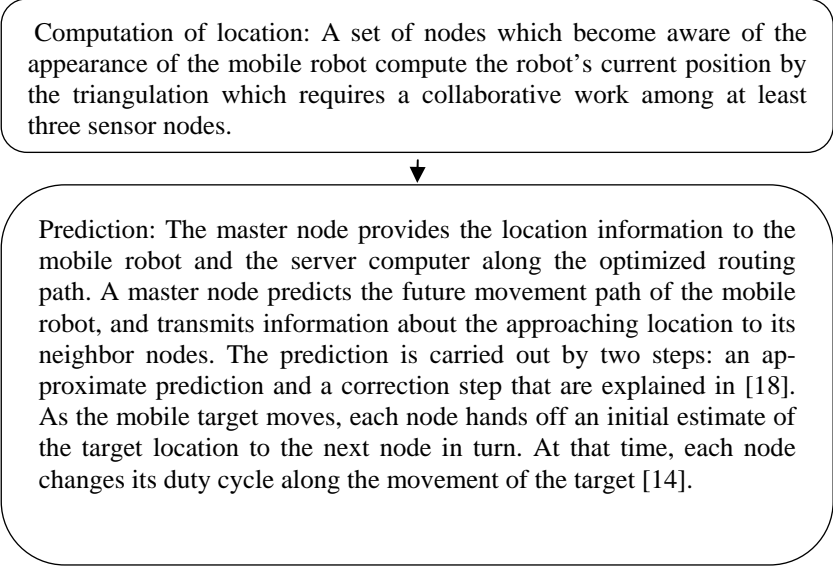 Computation of location: A set of nodes which become aware of the
appearance of the mobile robot compute the robot's current position by
the triangulation which requires a collaborative work among at least
three sensor nodes.
Prediction: The master node provides the location information to the
mobile robot and the server computer along the optimized routing
path. A master node predicts the future movement path of the mobile
robot, and transmits information about the approaching location to its
neighbor nodes. The prediction is carried out by two steps: an ap-
proximate prediction and a correction step that are explained in [18].
As the mobile target moves, each node hands off an initial estimate of
the target location to the next node in turn. At that time, each node
changes its duty cycle along the movement of the target [14].